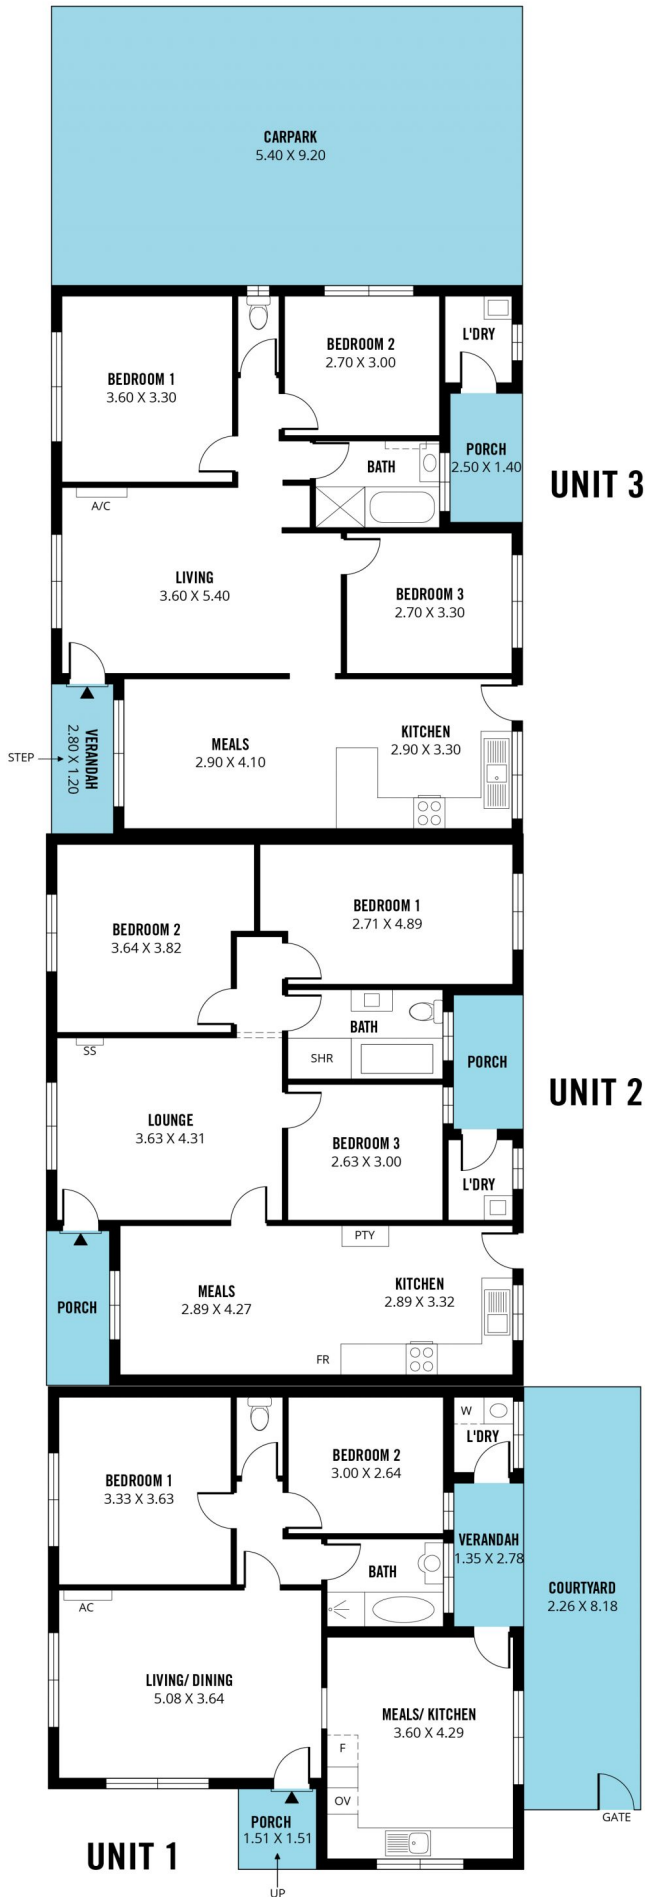 CARPARK
5.40 X 9.20
BEDROOM 1
3.60 X 3.30
BEDROOM 2
2.70 X 3.00
L'DRY
PORCH
2.50 X 1.40
BATH
UNIT 3
A/C
LIVING
3.60 X 5.40
BEDROOM 3
2.70 X 3.30
VERANDAH
2.80 X 1.20
STEP
MEALS
2.90 X 4.10
KITCHEN
2.90 X 3.30
BEDROOM 2
3.64 X 3.82
BEDROOM 1
2.71 X 4.89
BATH
SHR
SS
PORCH
UNIT 2
LOUNGE
3.63 X 4.31
BEDROOM 3
2.63 X 3.00
L'DRY
PTY
PORCH
MEALS
2.89 X 4.27
KITCHEN
2.89 X 3.32
FR
BEDROOM 1
3.33 X 3.63
BEDROOM 2
3.00 X 2.64
W
L'DRY
VERANDAH
1.35 X 2.78
BATH
COURTYARD
2.26 X 8.18
AC
LIVING/ DINING
5.08 X 3.64
MEALS/ KITCHEN
3.60 X 4.29
F
OV
GATE
PORCH
1.51 X 1.51
UNIT 1
UP